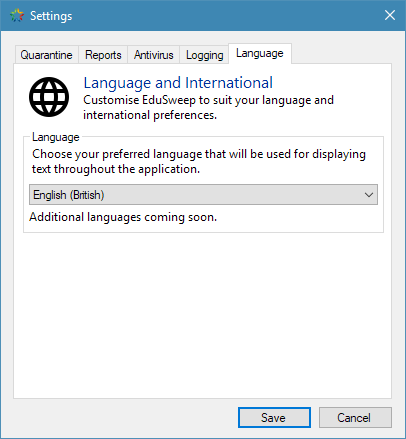 Settings
Quarantine Reports Antivirus Logging Language
Language and International
Customise EduSweep to suit your language and
international preferences.
Language
Choose your preferred language that will be used for displaying
text throughout the application.
English (British)
Additional languages coming soon.
Save Cancel